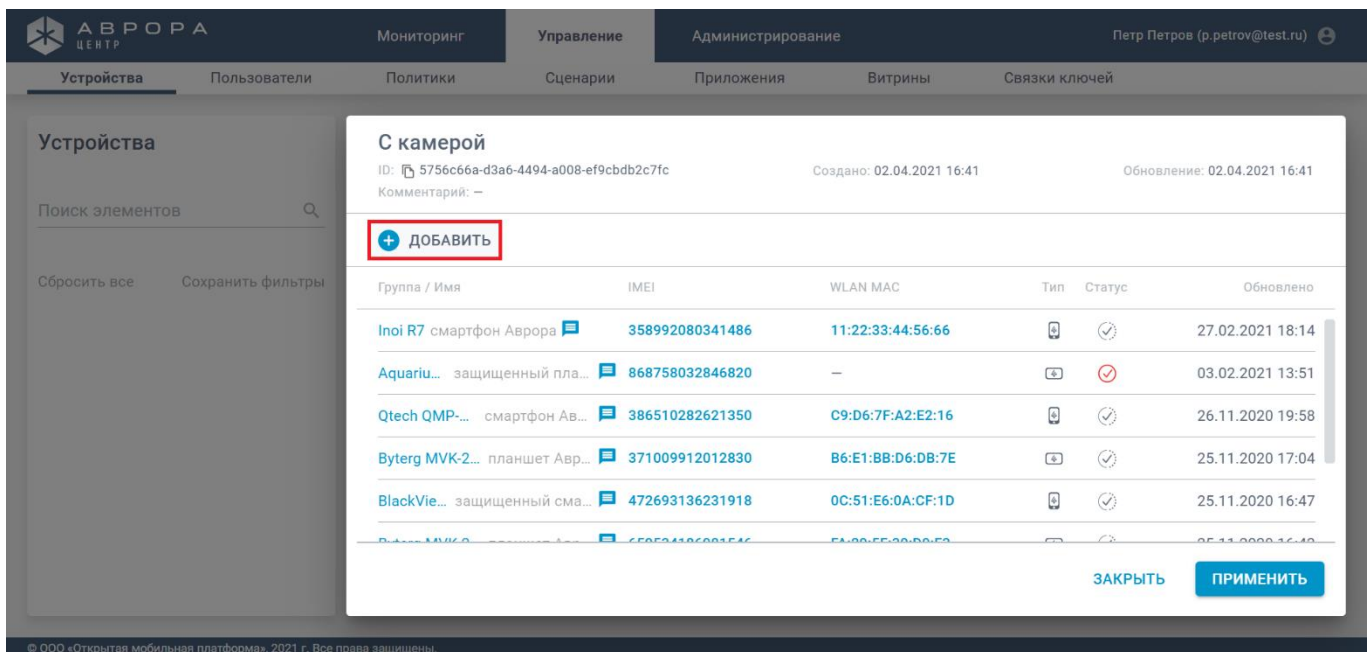 АВРОРА
ЦЕНТР
Мониторинг Управление Администрирование Петр Петров (p.petrov@test.ru)
Устройства Пользователи Политики Сценарии Приложения Витрины Связки ключей
Устройства
Поиск элементов
Сбросить все Сохранить фильтры
С камерой
ID: 5756c66a-d3a6-4494-a008-ef9cbdb2c7fc Создано: 02.04.2021 16:41 Обновление: 02.04.2021 16:41
Комментарий: —
ДОБАВИТЬ
Группа / Имя IMEI WLAN MAC Тип Статус Обновлено
Inoi R7 смартфон Аврора 358992080341486 11:22:33:44:56:66 27.02.2021 18:14
Aquariu... защищенный пла... 868758032846820 — 03.02.2021 13:51
Qtech QMP-... смартфон Ав... 386510282621350 C9:D6:7F:A2:E2:16 26.11.2020 19:58
Byterg MVK-2... планшет Авр... 371009912012830 B6:E1:BB:D6:DB:7E 25.11.2020 17:04
BlackVie... защищенный сма... 472693136231918 0C:51:E6:0A:CF:1D 25.11.2020 16:47
ЗАКРЫТЬ ПРИМЕНИТЬ
© ООО «Открытая мобильная платформа», 2021 г. Все права защищены.